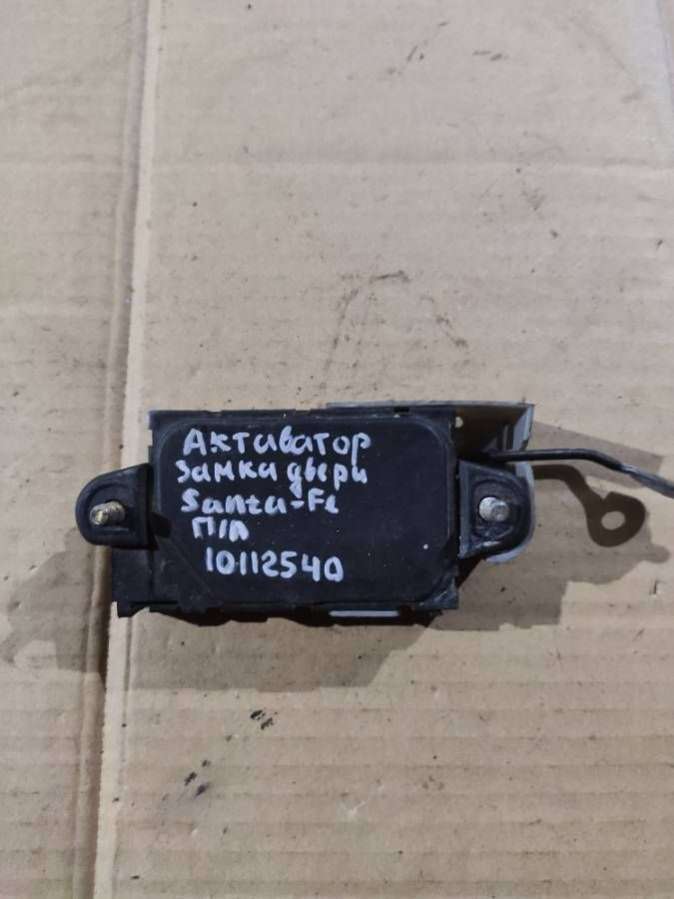 Активатор
замка двери
Santa-Fe
П/Л
10112540